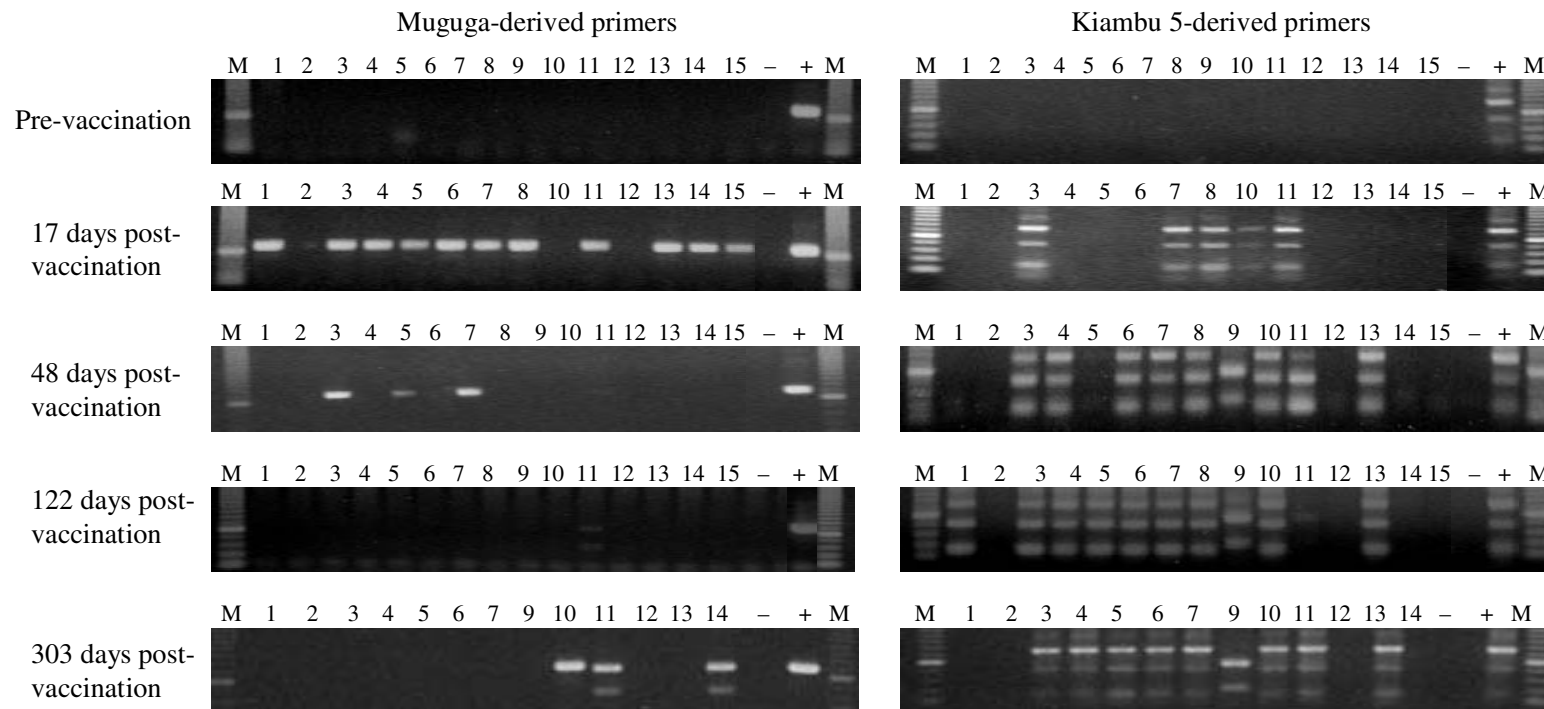 Muguga-derived primers Kiambu 5-derived primers
M 1 2 3 4 5 6 7 8 9 10 11 12 13 15 – + M M 1 2 3 4 5 6 7 8 9 10 11 12 13 14 15 – + M
Pre-vaccination
M 1 2 3 4 5 6 7 8 10 11 12 13 14 15 – + M M 1 2 3 4 5 6 7 8 9 10 11 12 13 14 15 – + M
17 days post-
vaccination
M 1 2 3 4 5 6 7 8 9 10 11 12 13 14 15 – + M M 1 2 3 4 5 6 7 8 9 10 11 12 13 14 15 – + M
48 days post-
vaccination
M 1 2 3 4 5 6 7 8 9 10 11 12 13 14 15 – + M M 1 2 3 4 5 6 7 8 9 10 11 12 13 14 15 – + M
122 days post-
vaccination
M 1 2 3 4 5 6 7 9 10 11 12 13 14 – + M M 1 2 3 4 5 6 7 9 10 11 13 14 – + M
303 days post-
vaccination